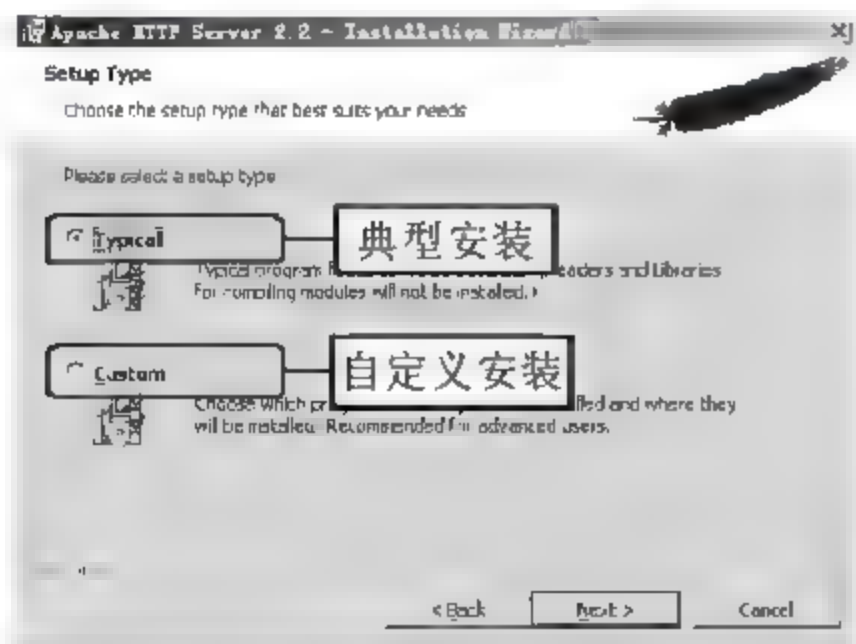 Apache HTTP Server 2.2 - Installation Wizard
Setup Type
Choose the setup type that best suits your needs
Please select a setup type
Typical
典型安装
Typical program
Headers and Libraries
for compiling modules will not be installed.)
Custom
自定义安装
Choose which
and where they
will be installed. Recommended for advanced users.
< Back
Next >
Cancel